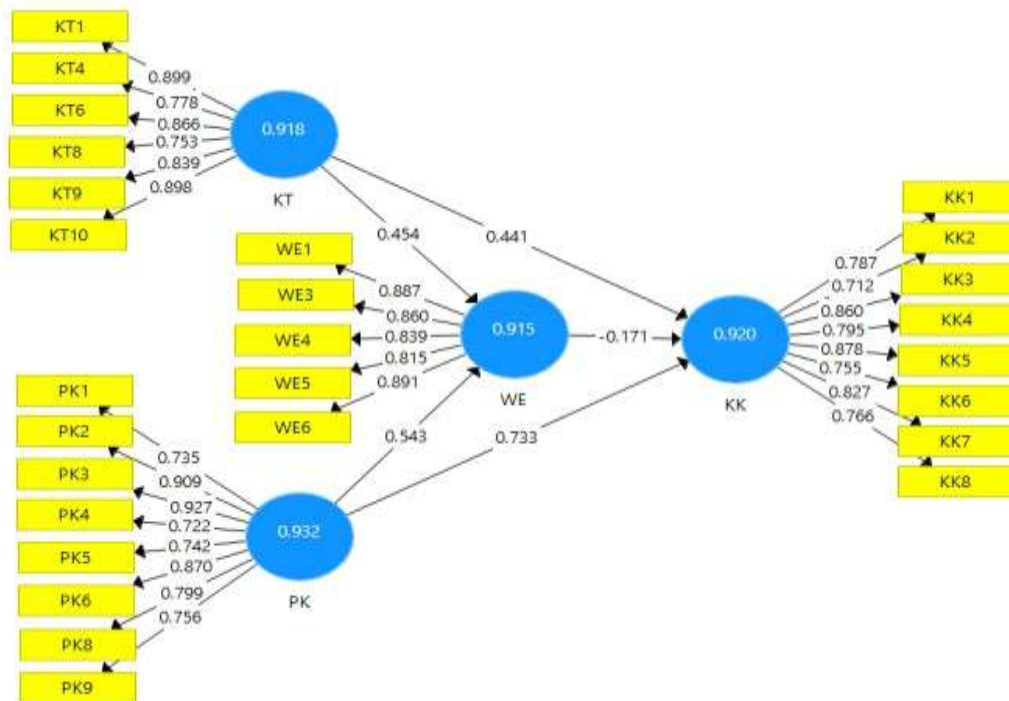 KT1
KT4
KT6
KT8
KT9
KT10
0.899
0.778
0.866
0.753
0.839
0.898
0.918
KT
0.454
0.441
WE1
WE3
WE4
WE5
WE6
0.887
0.860
0.839
0.815
0.891
0.915
WE
-0.171
0.543
0.733
PK1
PK2
PK3
PK4
PK5
PK6
PK8
PK9
0.735
0.909
0.927
0.722
0.742
0.870
0.799
0.756
0.932
PK
0.920
KK
0.787
0.712
0.860
0.795
0.878
0.755
0.827
0.766
KK1
KK2
KK3
KK4
KK5
KK6
KK7
KK8